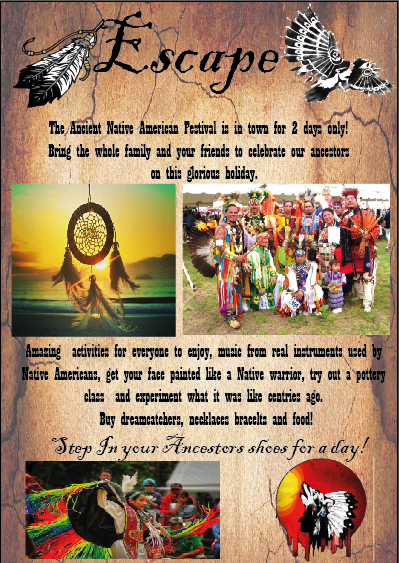 Escape
The Ancient Native American Festival is in town for 2 days only!
Bring the whole family and your friends to celebrate our ancestors
on this glorious holiday.
Amazing activities for everyone to enjoy, music from real instruments used by
Native Americans, get your face painted like a Native warrior, try out a pottery
class and experiment what it was like centries ago.
Buy dreamcatchers, necklaces bracelts and food!
Step In your Ancestors shoes for a day!